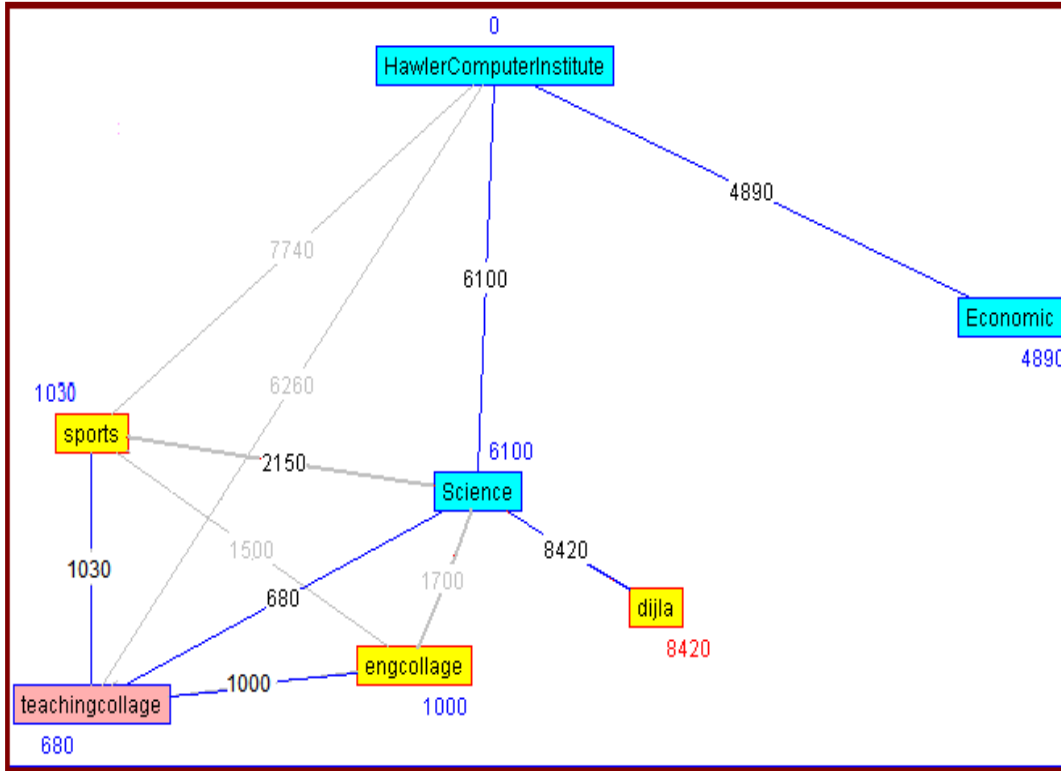 0
HawlerComputerInstitute
4890
7740
6100
Economic
4890
6260
1030
sports
6100
2150
Science
1500
8420
1030
1700
680
dijla
8420
engcollage
1000
teachingcollage
1000
680